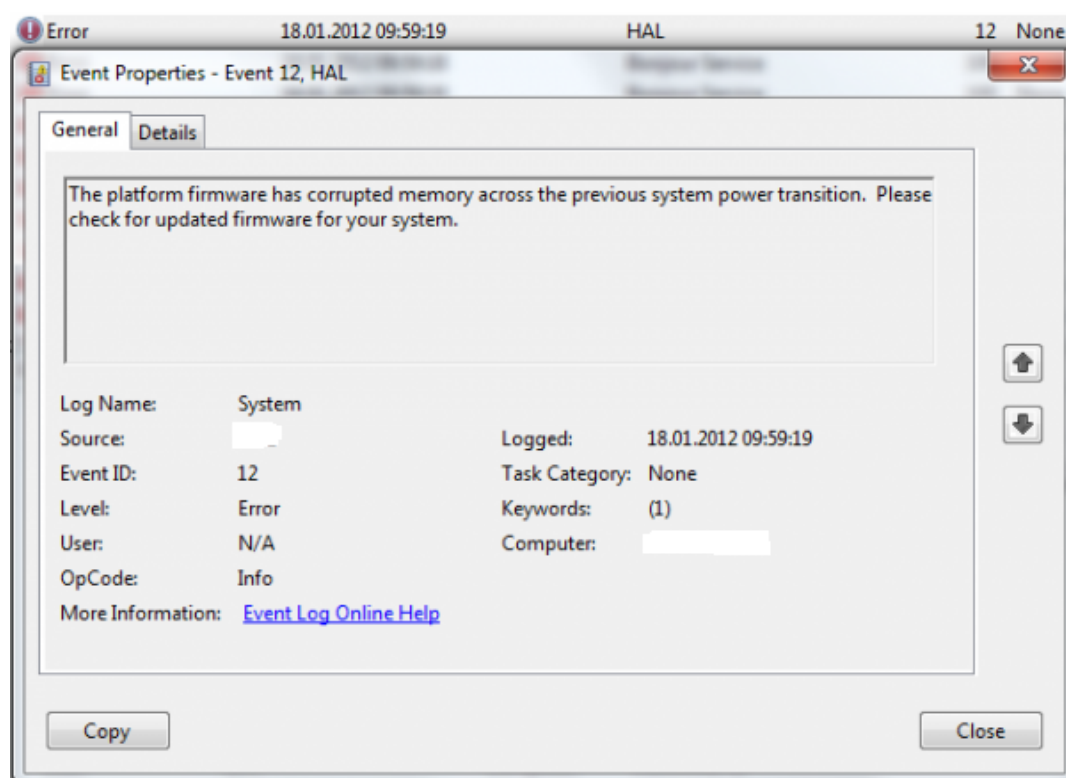 Error 18.01.2012 09:59:19 HAL 12 None
Event Properties - Event 12, HAL
General Details
The platform firmware has corrupted memory across the previous system power transition.  Please
check for updated firmware for your system.
Log Name: System
Source: Logged: 18.01.2012 09:59:19
Event ID: 12 Task Category: None
Level: Error Keywords: (1)
User: N/A Computer:
OpCode: Info
More Information: Event Log Online Help
Copy Close